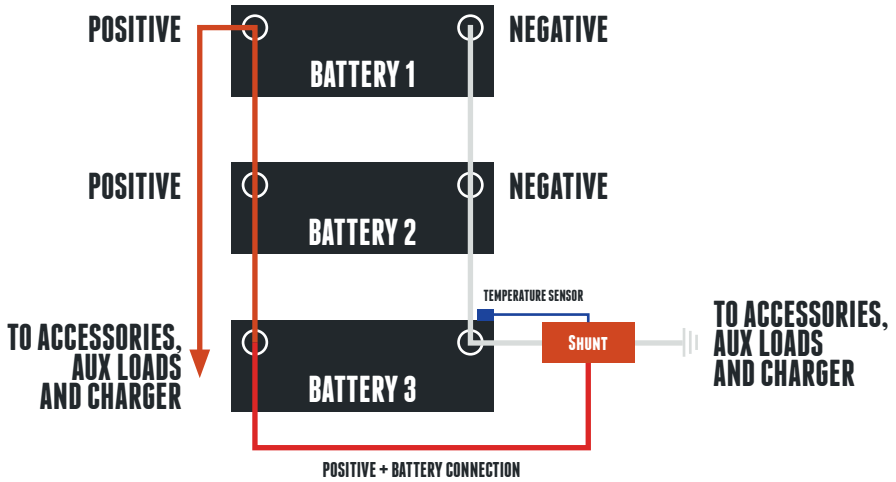 POSITIVE
NEGATIVE
BATTERY 1
POSITIVE
NEGATIVE
BATTERY 2
TEMPERATURE SENSOR
TO ACCESSORIES,
AUX LOADS
AND CHARGER
SHUNT
TO ACCESSORIES,
AUX LOADS
AND CHARGER
BATTERY 3
POSITIVE + BATTERY CONNECTION